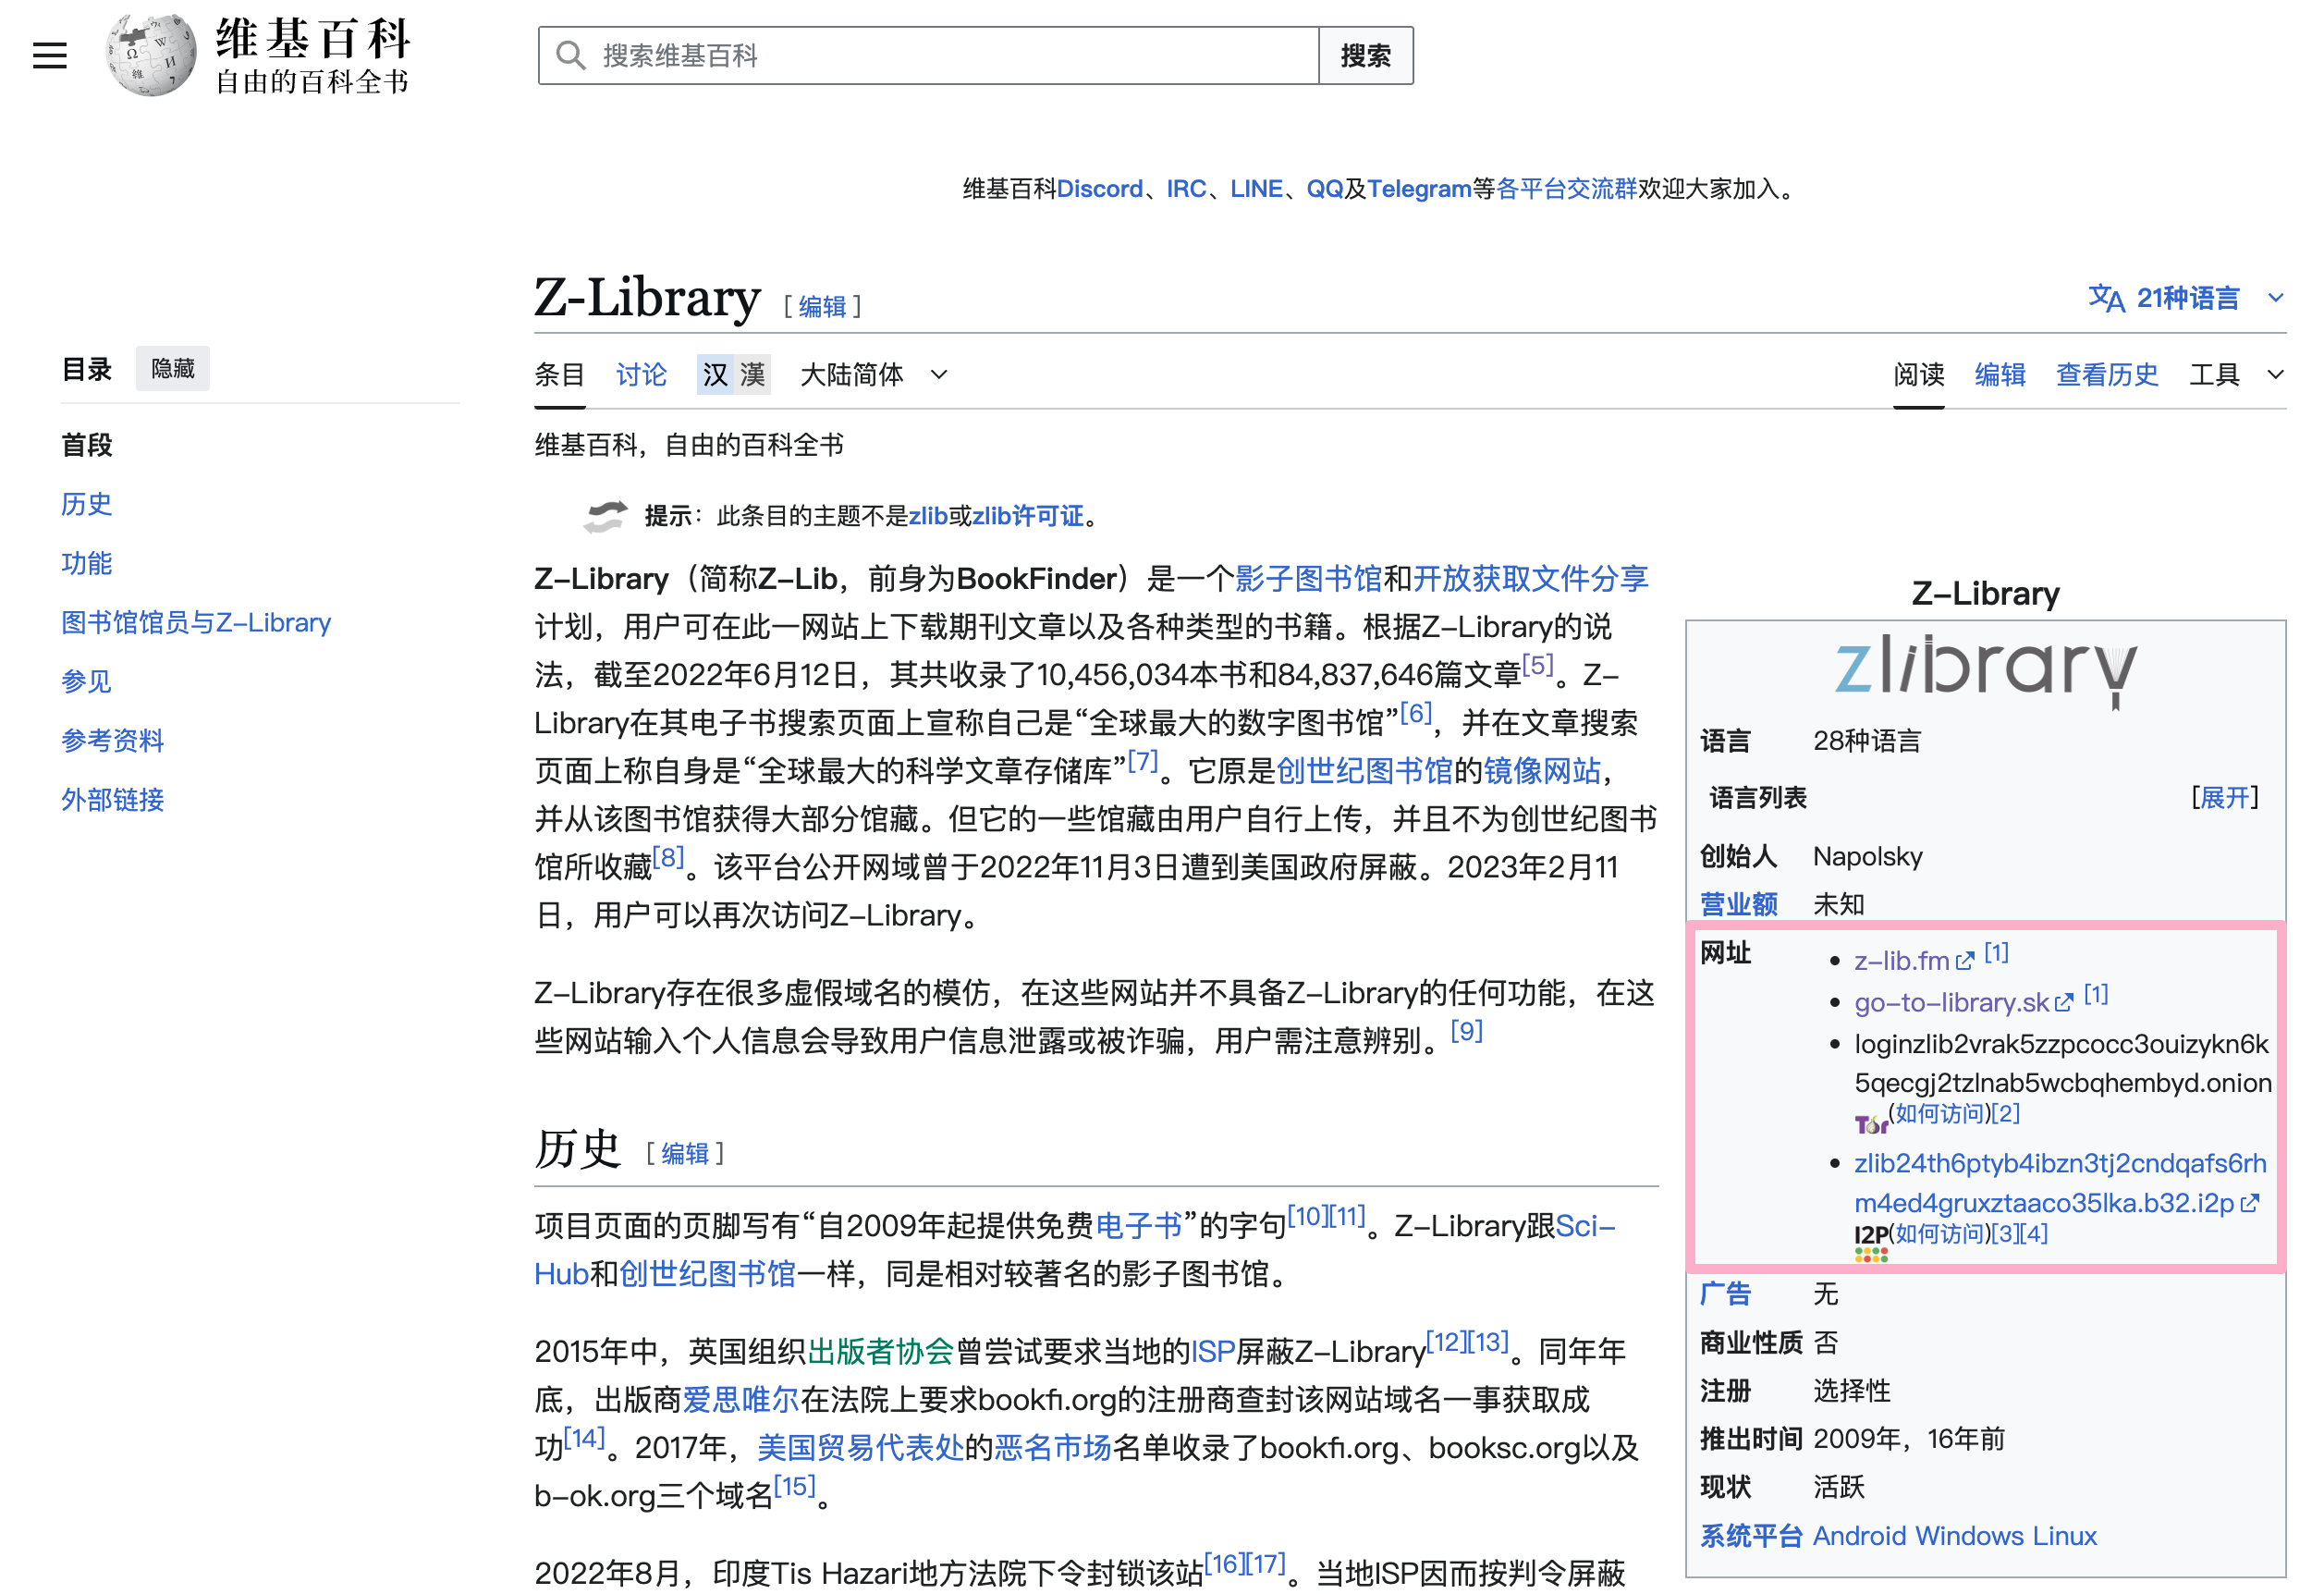 维基百科
自由的百科全书
搜索维基百科
搜索
维基百科Discord、IRC、LINE、QQ及Telegram等各平台交流群欢迎大家加入。
Z-Library [ 编辑 ]
21种语言
目录 隐藏
条目 讨论 汉 漢 大陆简体
阅读 编辑 查看历史 工具
首段
历史
功能
图书馆馆员与Z-Library
参见
参考资料
外部链接
维基百科，自由的百科全书
提示：此条目的主题不是zlib或zlib许可证。
Z-Library（简称Z-Lib，前身为BookFinder）是一个影子图书馆和开放获取文件分享
计划，用户可在此一网站上下载期刊文章以及各种类型的书籍。根据Z-Library的说
法，截至2022年6月12日，其共收录了10,456,034本书和84,837,646篇文章[5]。Z-
Library在其电子书搜索页面上宣称自己是“全球最大的数字图书馆”[6]，并在文章搜索
页面上称自身是“全球最大的科学文章存储库”[7]。它原是创世纪图书馆的镜像网站，
并从该图书馆获得大部分馆藏。但它的一些馆藏由用户自行上传，并且不为创世纪图书
馆所收藏[8]。该平台公开网域曾于2022年11月3日遭到美国政府屏蔽。2023年2月11
日，用户可以再次访问Z-Library。
Z-Library存在很多虚假域名的模仿，在这些网站并不具备Z-Library的任何功能，在这
些网站输入个人信息会导致用户信息泄露或被诈骗，用户需注意辨别。[9]
历史 [ 编辑 ]
项目页面的页脚写有“自2009年起提供免费电子书”的字句[10][11]。Z-Library跟Sci-
Hub和创世纪图书馆一样，同是相对较著名的影子图书馆。
2015年中，英国组织出版者协会曾尝试要求当地的ISP屏蔽Z-Library[12][13]。同年年
底，出版商爱思唯尔在法院上要求bookfi.org的注册商查封该网站域名一事获取成
功[14]。2017年，美国贸易代表处的恶名市场名单收录了bookfi.org、booksc.org以及
b-ok.org三个域名[15]。
2022年8月，印度Tis Hazari地方法院下令封锁该站[16][17]。当地ISP因而按判令屏蔽
Z-Library
zlibrary
语言 28种语言
语言列表 [展开]
创始人 Napolsky
营业额 未知
网址
• z-lib.fm [1]
• go-to-library.sk [1]
• loginzlib2vrak5zzpcocc3ouizykn6k
5qecgj2tzlnab5wcbqhembyd.onion
Tor(如何访问)[2]
• zlib24th6ptyb4ibzn3tj2cndqafs6rh
m4ed4gruxztaaco35lka.b32.i2p
I2P(如何访问)[3][4]
广告 无
商业性质 否
注册 选择性
推出时间 2009年，16年前
现状 活跃
系统平台 Android Windows Linux